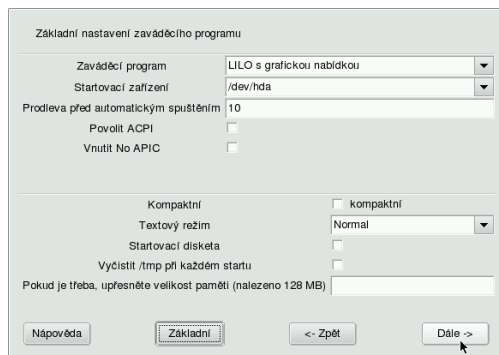 Základní nastavení zaváděcího programu
Zaváděcí program LILO s grafickou nabídkou
Startovací zařízení /dev/hda
Prodleva před automatickým spuštěním 10
Povolit ACPI
Vnutit No APIC
Kompaktní kompaktní
Textový režim Normal
Startovací disketa
Vyčistit /tmp při každém startu
Pokud je třeba, upřesněte velikost paměti (nalezeno 128 MB)
Nápověda Základní <- Zpět Dále ->